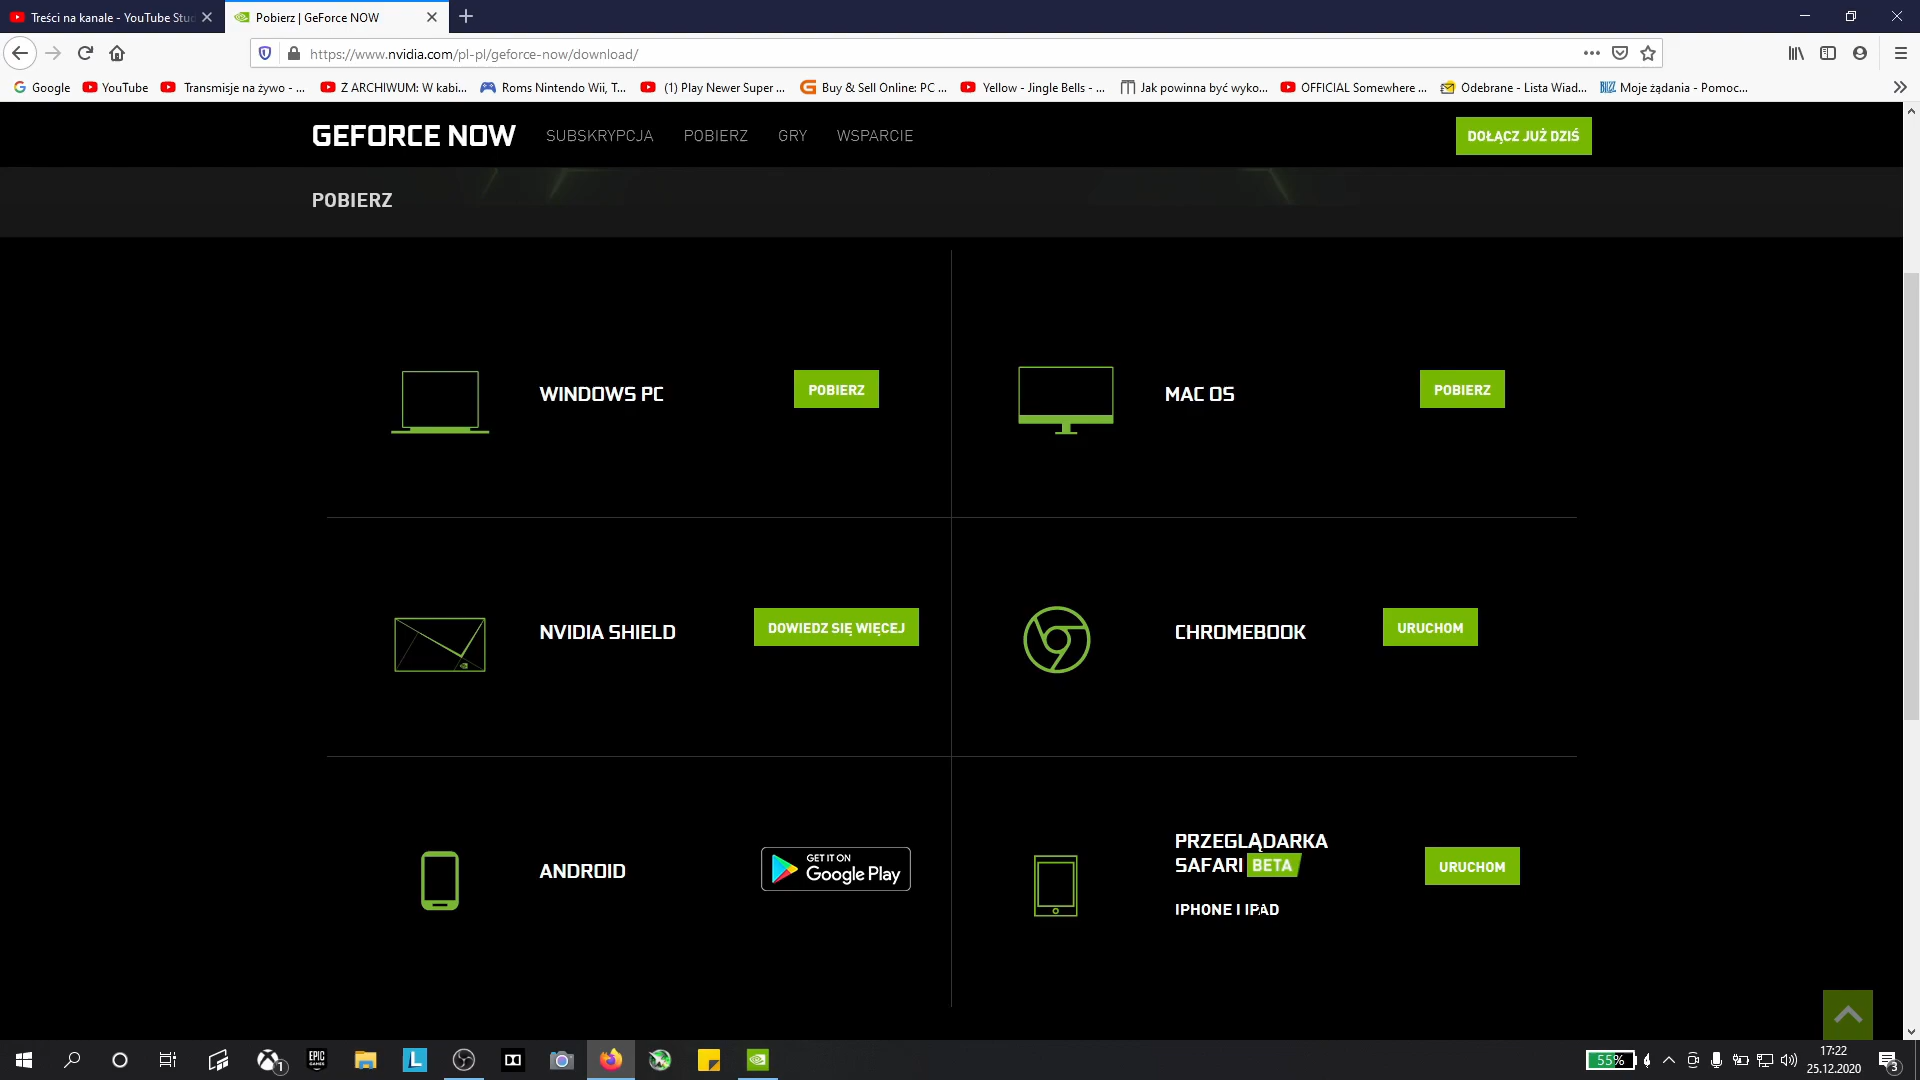 Treści na kanale - YouTube Stu
Pobierz | GeForce NOW
https://www.nvidia.com/pl-pl/geforce-now/download/
Google
YouTube
Transmisje na żywo - ...
Z ARCHIWUM: W kabi...
Roms Nintendo Wii, T...
(1) Play Newer Super ...
Buy & Sell Online: PC ...
Yellow - Jingle Bells - ...
Jak powinna być wyko...
OFFICIAL Somewhere ...
Odebrane - Lista Wiad...
Moje żądania - Pomoc...
GEFORCE NOW
SUBSKRYPCJA
POBIERZ
GRY
WSPARCIE
DOŁĄCZ JUŻ DZIŚ
POBIERZ
WINDOWS PC
POBIERZ
MAC OS
POBIERZ
NVIDIA SHIELD
DOWIEDZ SIĘ WIĘCEJ
CHROMEBOOK
URUCHOM
ANDROID
GET IT ON
Google Play
PRZEGLĄDARKA
SAFARI BETA
IPHONE I IPAD
URUCHOM
1
EPIC GAMES
L
55%
17:22
25.12.2020
3